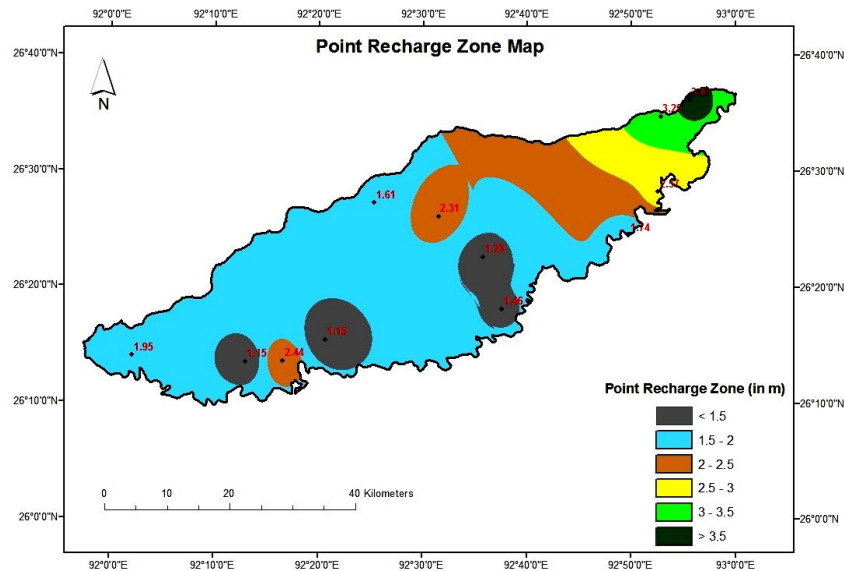 92°0'0"E 92°10'0"E 92°20'0"E 92°30'0"E 92°40'0"E 92°50'0"E 93°0'0"E
Point Recharge Zone Map
26°40'0"N 26°40'0"N
N
26°30'0"N 26°30'0"N
1.61
2.31
1.74
1.23
26°20'0"N 26°20'0"N
1.46
1.15
1.95
1.15
2.44
26°10'0"N 26°10'0"N
Point Recharge Zone (in m)
< 1.5
1.5 - 2
2 - 2.5
2.5 - 3
3 - 3.5
> 3.5
0 10 20 40 Kilometers
26°0'0"N 26°0'0"N
92°0'0"E 92°10'0"E 92°20'0"E 92°30'0"E 92°40'0"E 92°50'0"E 93°0'0"E